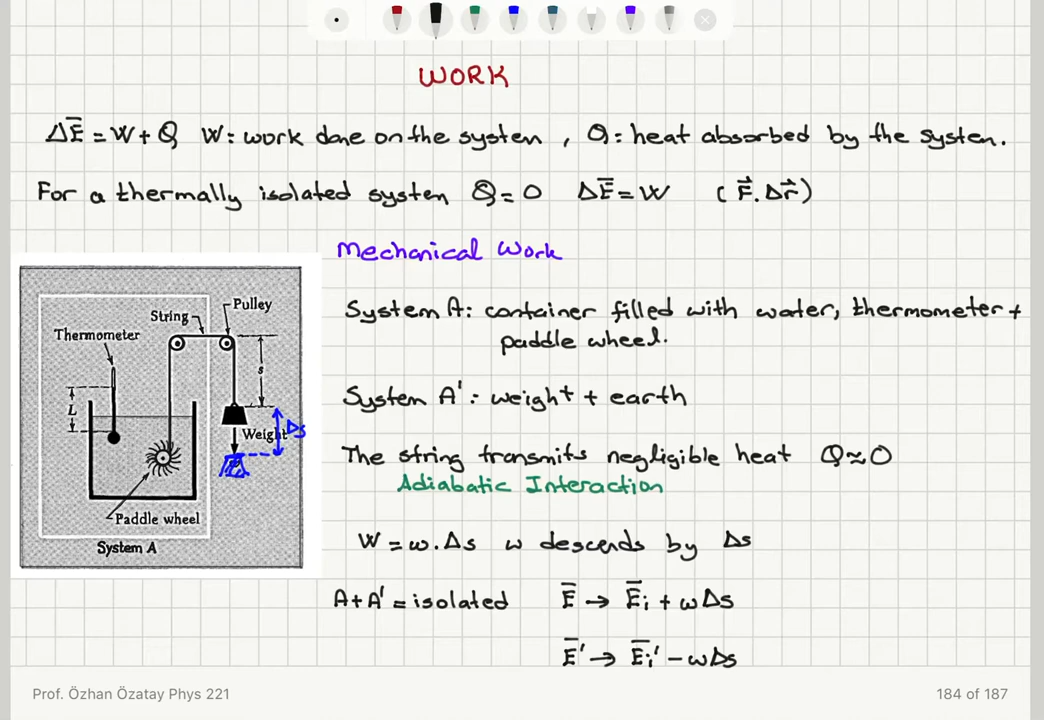 WORK
ΔĒ = W + Q W: work done on the system, Q: heat absorbed by the system.
For a thermally isolated system Q = 0 ΔĒ = W (F⃗.Δr⃗)
Mechanical Work
System A: container filled with water, thermometer +
paddle wheel.
System A': weight + earth
The string transmits negligible heat Q≈0
Adiabatic Interaction
W = w.Δs w descends by Δs
A+A' = isolated Ē → Ēi + wΔs
Ē' → Ēi' - wΔs
Pulley
String
Thermometer
s
L
Weight
Δs
Paddle wheel
System A
Prof. Özhan Özatay Phys 221
184 of 187